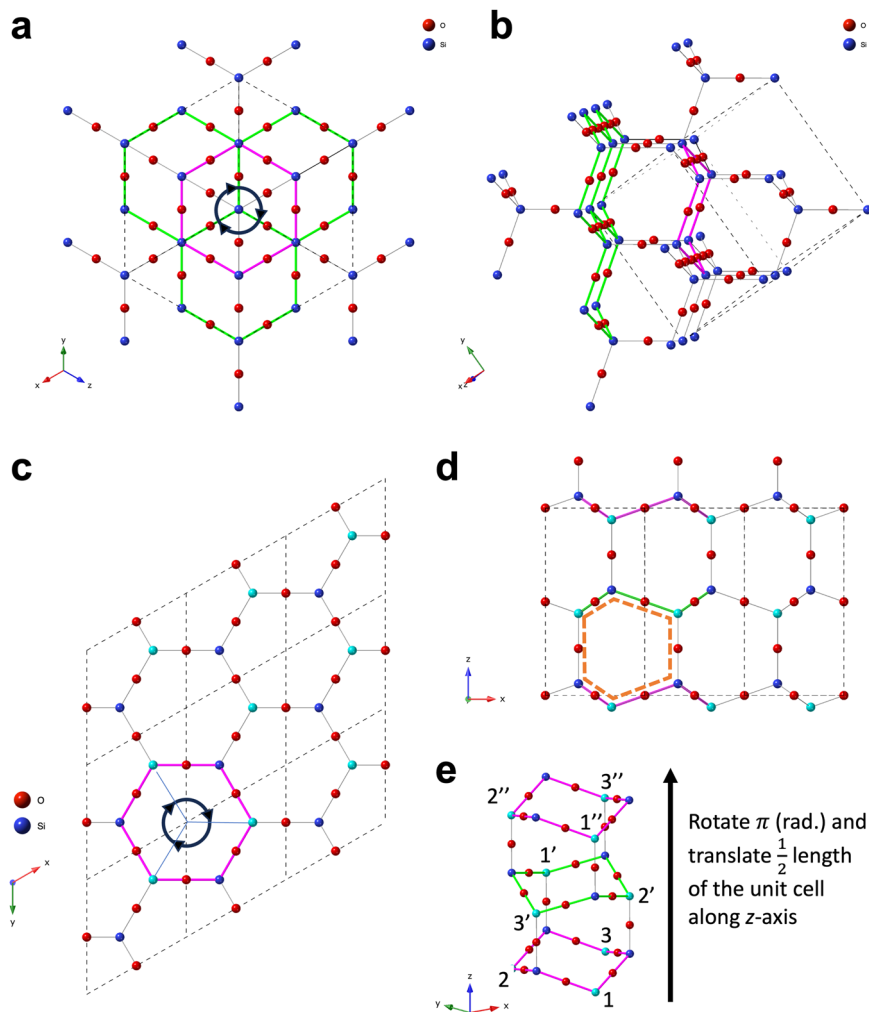 a
O
Si
y
x
z
b
O
Si
y
x
z
c
O
Si
x
y
d
z
x
e
3''
2''
1''
1'
2'
3'
3
2
1
z
y
x
Rotate π (rad.) and
translate 1/2 length
of the unit cell
along z-axis